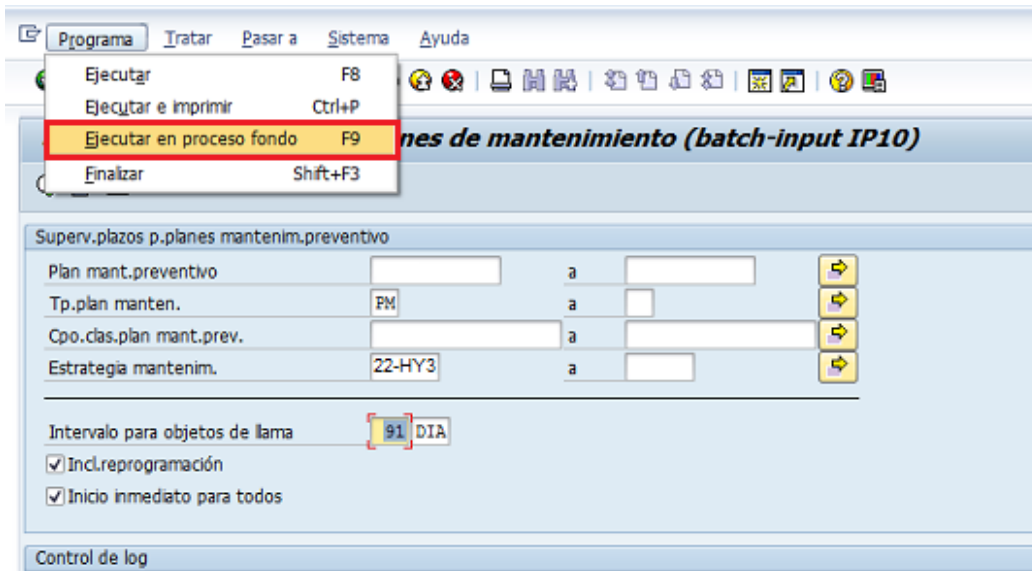 Programa Tratar Pasar a Sistema Ayuda
Ejecutar F8
Ejecutar e imprimir Ctrl+P
Ejecutar en proceso fondo F9
nes de mantenimiento (batch-input IP10)
Finalizar Shift+F3
Superv.plazos p.planes mantenim.preventivo
Plan mant.preventivo a
Tp.plan manten. PM a
Cpo.clas.plan mant.prev. a
Estrategia mantenim. 22-HY3 a
Intervalo para objetos de llama 91 DIA
Incl.reprogramación
Inicio inmediato para todos
Control de log